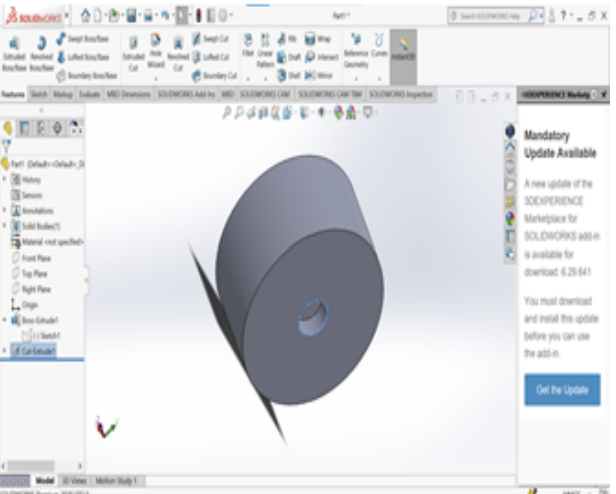 SOLIDWORKS
Part1 *
Search SOLIDWORKS Help
Extruded Boss/Base
Revolved Boss/Base
Swept Boss/Base
Lofted Boss/Base
Boundary Boss/Base
Extruded Cut
Hole Wizard
Revolved Cut
Swept Cut
Lofted Cut
Boundary Cut
Fillet
Linear Pattern
Rib
Draft
Shell
Wrap
Intersect
Mirror
Reference Geometry
Curves
Instant3D
Features Sketch Markup Evaluate MBD Dimensions SOLIDWORKS Add-Ins MBD SOLIDWORKS CAM SOLIDWORKS CAM TBM SOLIDWORKS Inspection
3DEXPERIENCE Marketp
Part1 (Default<<Default>_Di
History
Sensors
Annotations
Solid Bodies(1)
Material <not specified>
Front Plane
Top Plane
Right Plane
Origin
Boss-Extrude1
(-) Sketch1
Cut-Extrude1
Mandatory
Update Available
A new update of the
3DEXPERIENCE
Marketplace for
SOLIDWORKS add-in
is available for
download: 6.29.641
You must download
and install this update
before you can use
the add-in.
Get the Update
Model 3D Views Motion Study 1